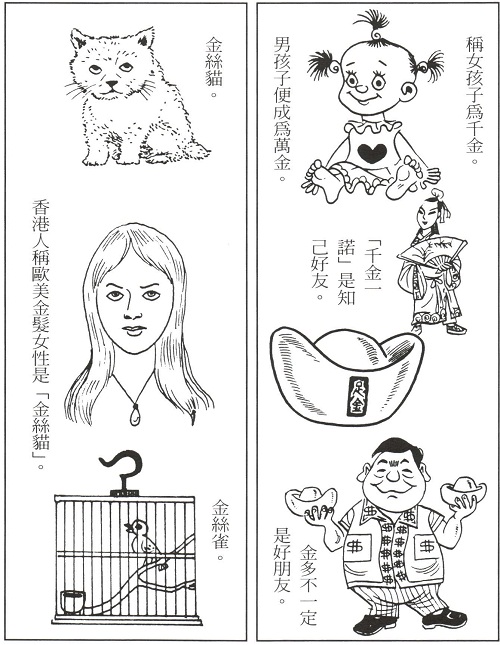 稱女孩子爲千金。
男孩子便成爲萬金。
「千金一
諾」是知
己好友。
足金
金多不一定
是好朋友。
金絲貓。
香港人稱歐美金髮女性是「金絲貓」。
金絲雀。